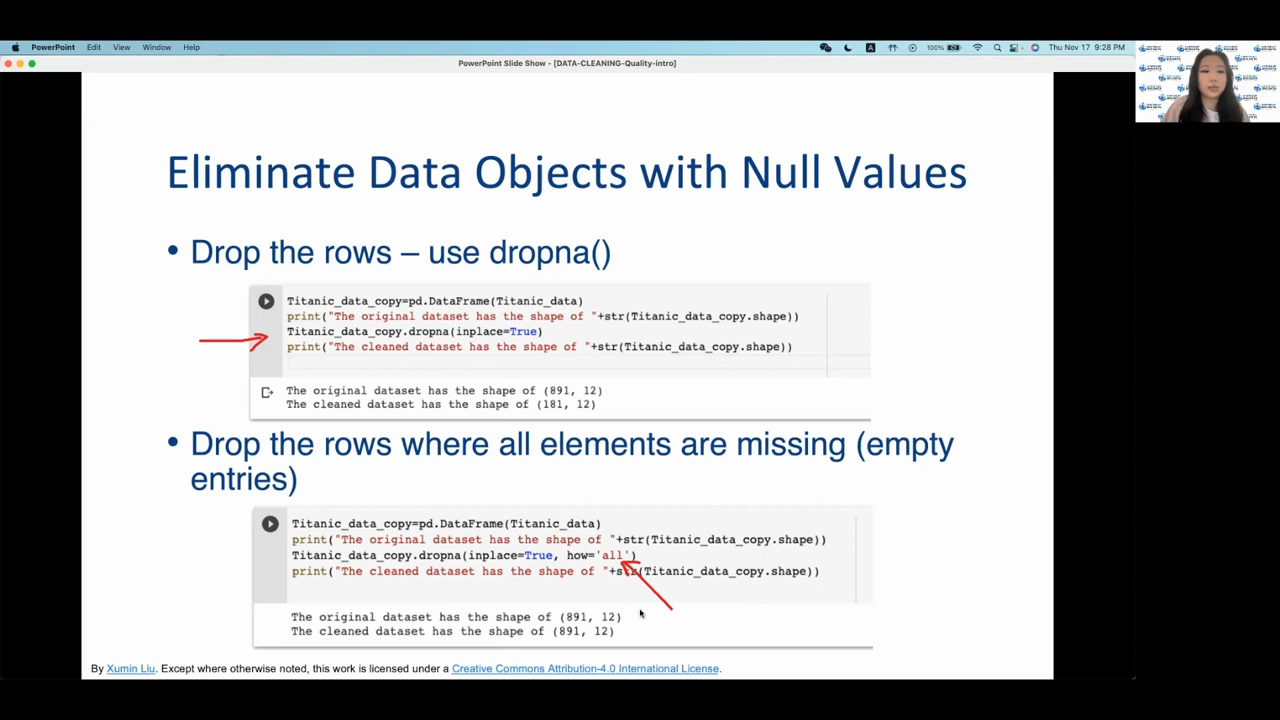 PowerPoint Edit View Window Help 100% Thu Nov 17 9:28 PM
PowerPoint Slide Show - [DATA-CLEANING-Quality-intro]
Eliminate Data Objects with Null Values
• Drop the rows – use dropna()
Titanic_data_copy=pd.DataFrame(Titanic_data)
print("The original dataset has the shape of "+str(Titanic_data_copy.shape))
Titanic_data_copy.dropna(inplace=True)
print("The cleaned dataset has the shape of "+str(Titanic_data_copy.shape))
The original dataset has the shape of (891, 12)
The cleaned dataset has the shape of (181, 12)
• Drop the rows where all elements are missing (empty
entries)
Titanic_data_copy=pd.DataFrame(Titanic_data)
print("The original dataset has the shape of "+str(Titanic_data_copy.shape))
Titanic_data_copy.dropna(inplace=True, how='all')
print("The cleaned dataset has the shape of "+str(Titanic_data_copy.shape))
The original dataset has the shape of (891, 12)
The cleaned dataset has the shape of (891, 12)
By Xumin Liu. Except where otherwise noted, this work is licensed under a Creative Commons Attribution-4.0 International License.